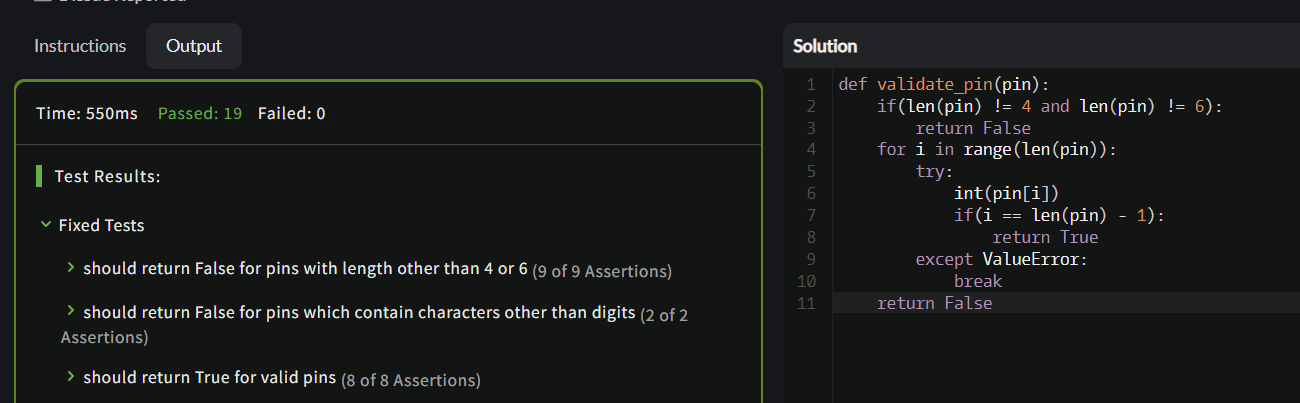 Instructions
Output
Time: 550ms Passed: 19 Failed: 0
Test Results:
Fixed Tests
should return False for pins with length other than 4 or 6 (9 of 9 Assertions)
should return False for pins which contain characters other than digits (2 of 2
Assertions)
should return True for valid pins (8 of 8 Assertions)
Solution
1 def validate_pin(pin):
2     if(len(pin) != 4 and len(pin) != 6):
3         return False
4     for i in range(len(pin)):
5         try:
6             int(pin[i])
7             if(i == len(pin) - 1):
8                 return True
9         except ValueError:
10             break
11     return False